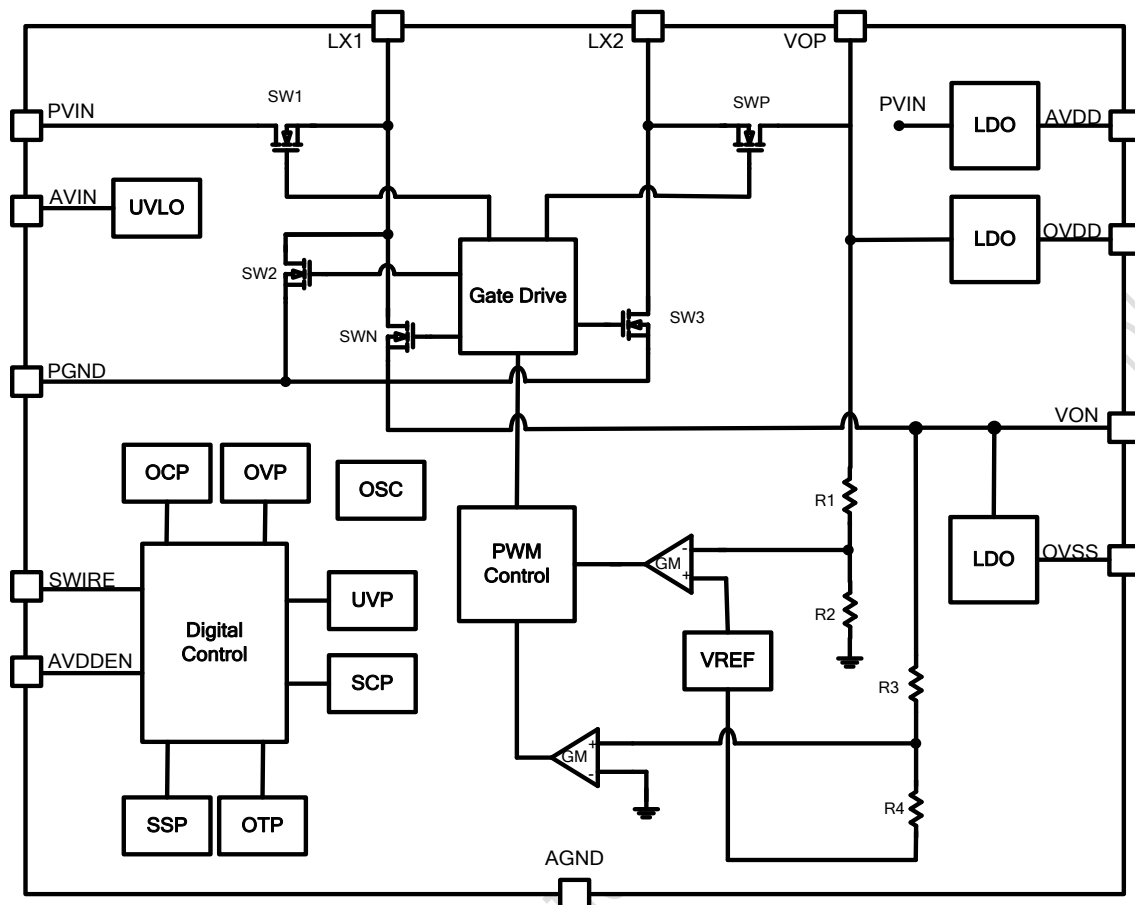 LX1
LX2
VOP
PVIN
SW1
SWP
PVIN
LDO
AVDD
AVIN
UVLO
SW2
Gate Drive
LDO
OVDD
SWN
SW3
PGND
VON
OCP
OVP
OSC
R1
PWM
Control
GM
-
+
LDO
OVSS
SWIRE
UVP
R2
Digital
Control
VREF
AVDDEN
SCP
R3
GM
+
-
SSP
OTP
R4
AGND